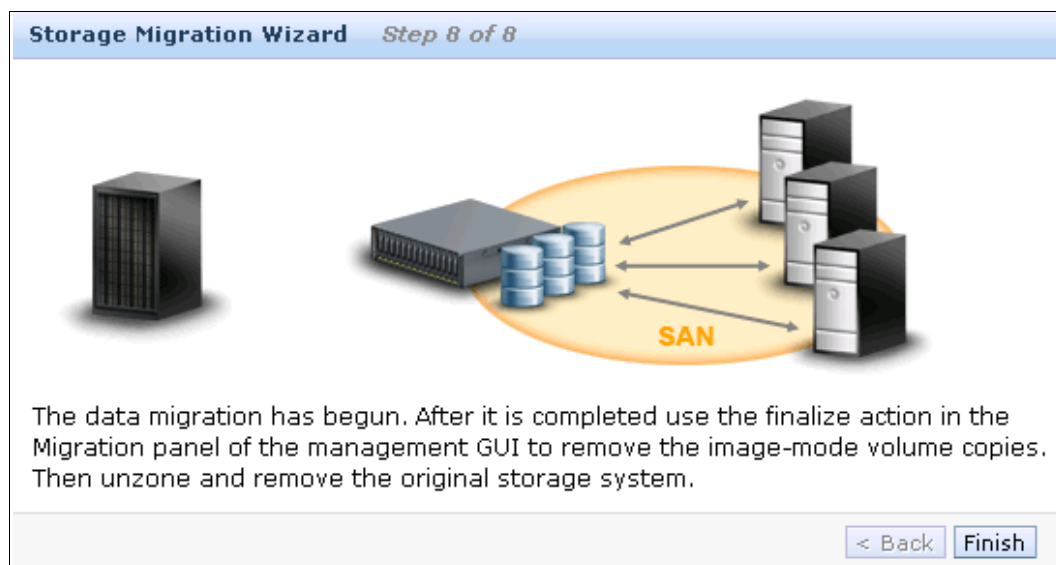 Storage Migration Wizard Step 8 of 8
SAN
The data migration has begun. After it is completed use the finalize action in the
Migration panel of the management GUI to remove the image-mode volume copies.
Then unzone and remove the original storage system.
< Back Finish